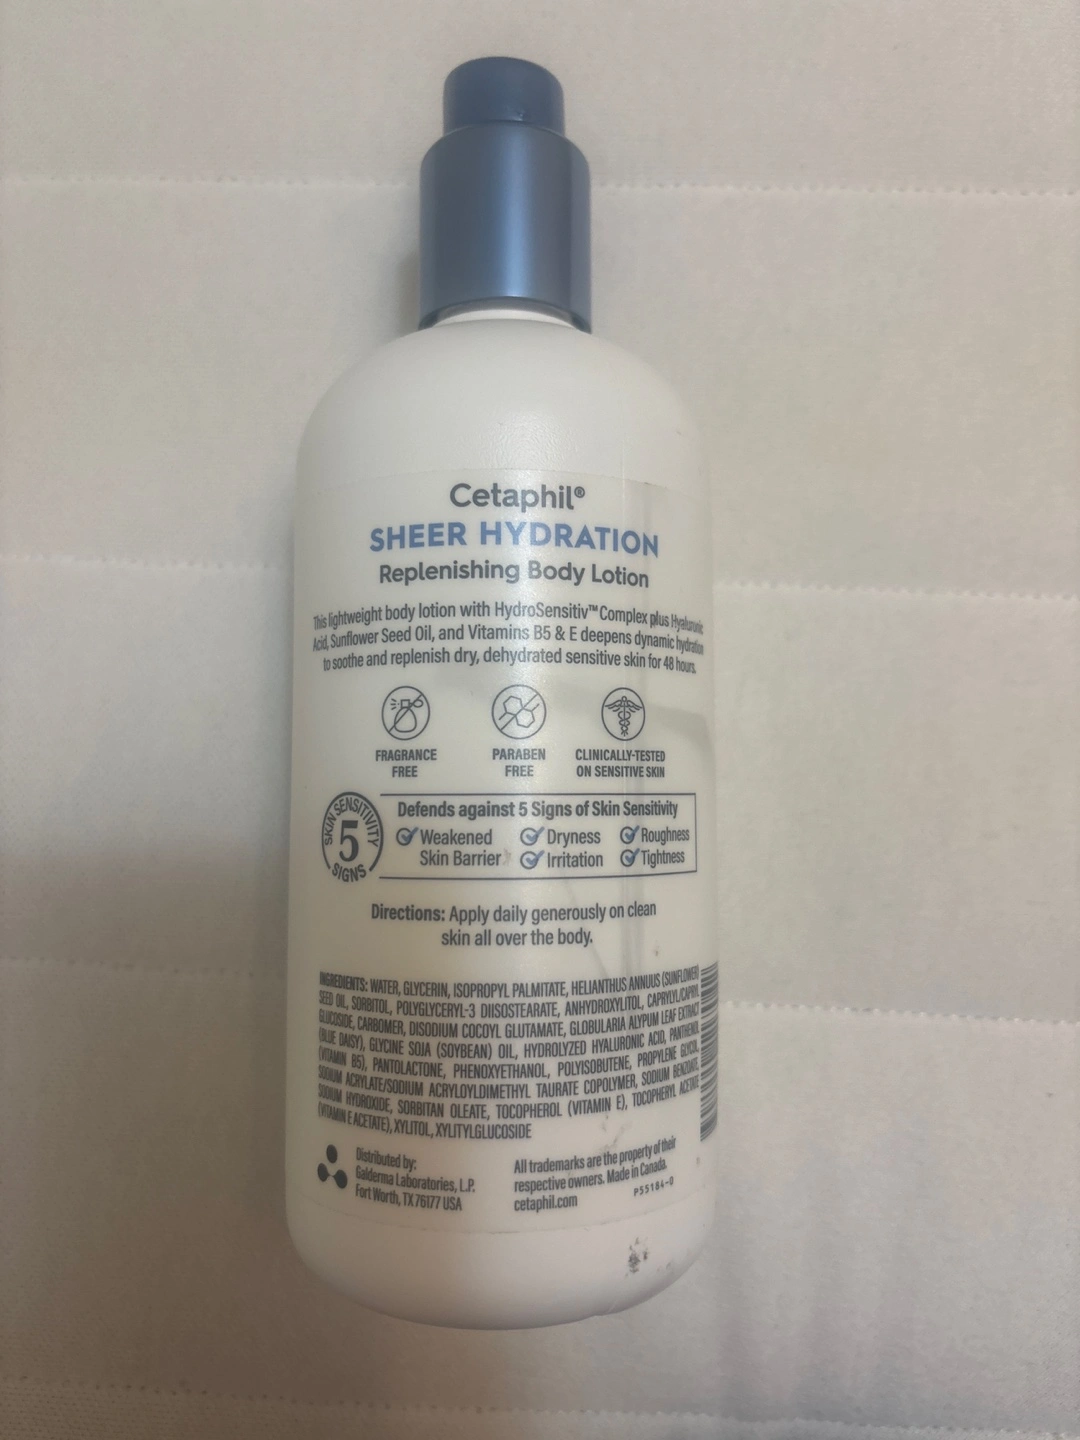 Cetaphil®
SHEER HYDRATION
Replenishing Body Lotion
This lightweight body lotion with HydroSensitiv™ Complex plus Hyaluronic
Acid, Sunflower Seed Oil, and Vitamins B5 & E deepens dynamic hydration
to soothe and replenish dry, dehydrated sensitive skin for 48 hours.
FRAGRANCE FREE
PARABEN FREE
CLINICALLY-TESTED ON SENSITIVE SKIN
SKIN SENSITIVITY
5
SIGNS
Defends against 5 Signs of Skin Sensitivity
Weakened Skin Barrier
Dryness
Irritation
Roughness
Tightness
Directions: Apply daily generously on clean
skin all over the body.
INGREDIENTS: WATER, GLYCERIN, ISOPROPYL PALMITATE, HELIANTHUS ANNUUS (SUNFLOWER)
SEED OIL, SORBITOL, POLYGLYCERYL-3 DIISOSTEARATE, ANHYDROXYLITOL, CAPRYLYL/CAPRYL
GLUCOSIDE, CARBOMER, DISODIUM COCOYL GLUTAMATE, GLOBULARIA ALYPUM LEAF EXTRACT
(BLUE DAISY), GLYCINE SOJA (SOYBEAN) OIL, HYDROLYZED HYALURONIC ACID, PANTHENOL
(VITAMIN B5), PANTOLACTONE, PHENOXYETHANOL, POLYISOBUTENE, PROPYLENE GLYCOL,
SODIUM ACRYLATE/SODIUM ACRYLOYLDIMETHYL TAURATE COPOLYMER, SODIUM BENZOATE,
SODIUM HYDROXIDE, SORBITAN OLEATE, TOCOPHEROL (VITAMIN E), TOCOPHERYL ACETATE
(VITAMIN E ACETATE), XYLITOL, XYLITYLGLUCOSIDE
Distributed by:
Galderma Laboratories, L.P.
Fort Worth, TX 76177 USA
All trademarks are the property of their
respective owners. Made in Canada.
cetaphil.com
P55184-0